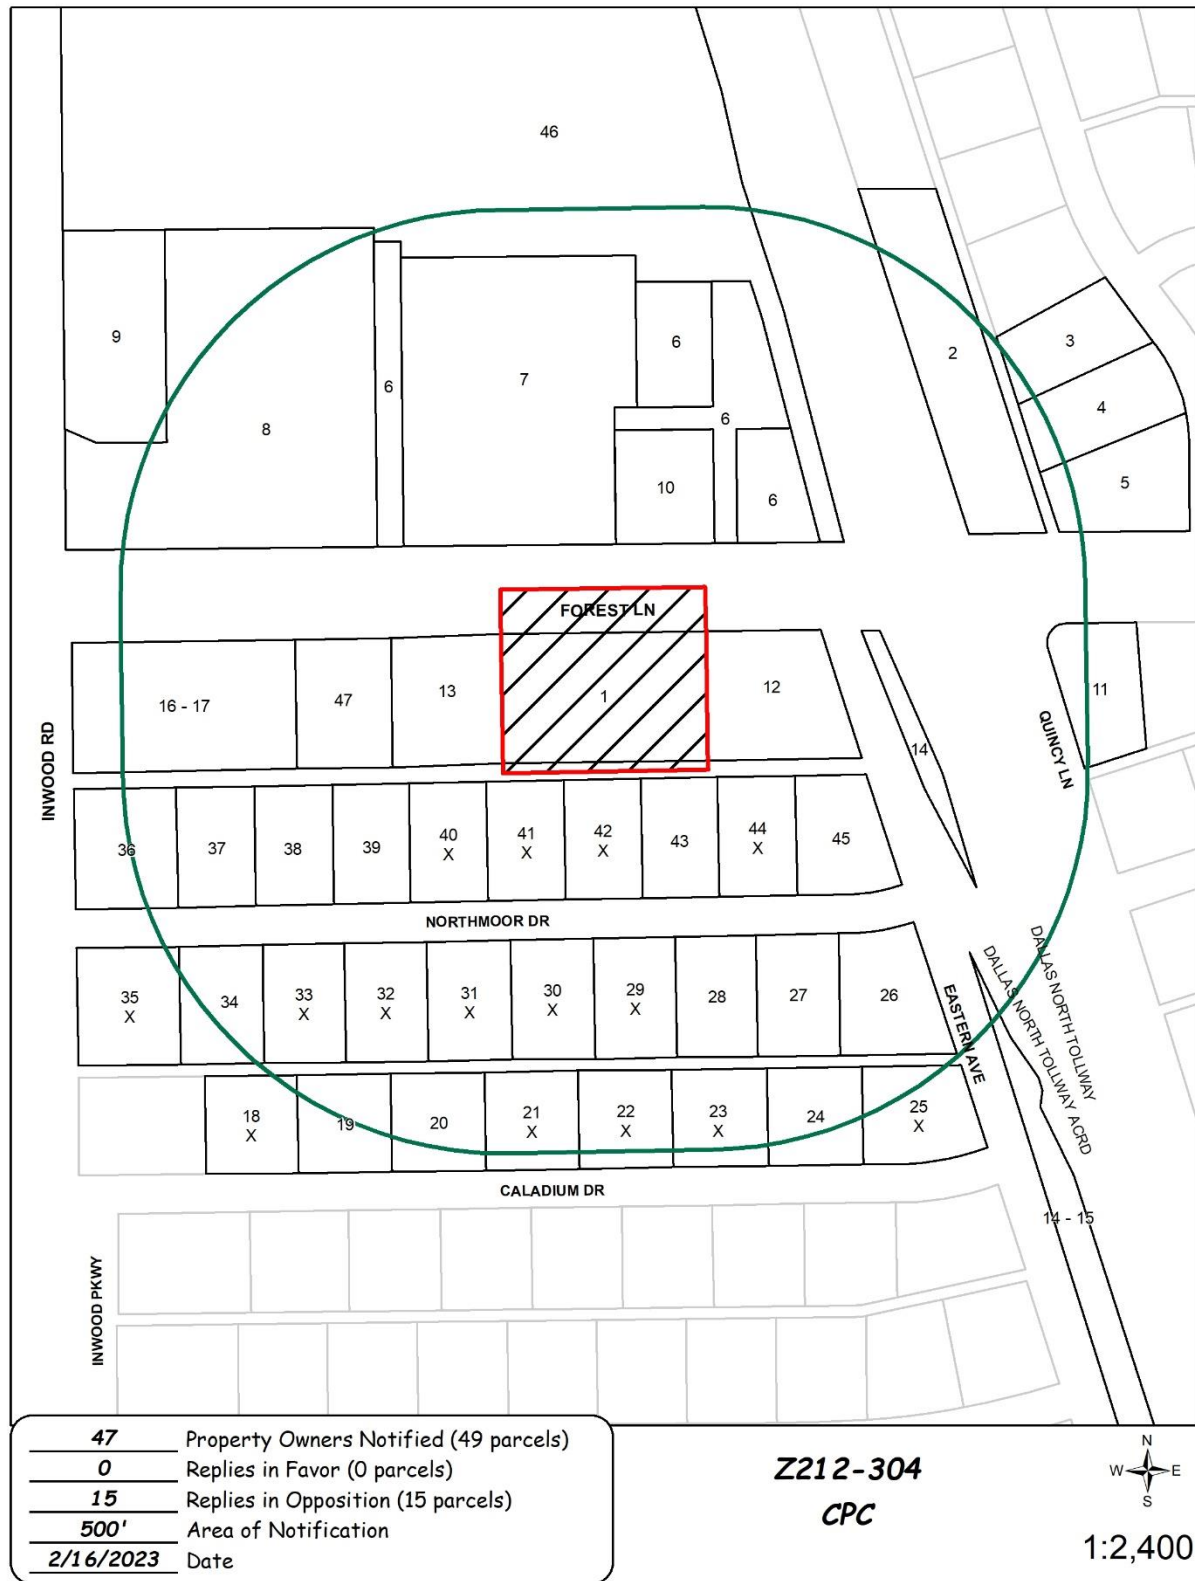 46
9
8
6
7
6
6
10
6
2
3
4
5
FOREST LN
16 - 17
47
13
1
12
14
11
INWOOD RD
QUINCY LN
36
37
38
39
40
X
41
X
42
X
43
44
X
45
NORTHMOOR DR
35
X
34
33
X
32
X
31
X
30
X
29
X
28
27
26
EASTERN AVE
DALLAS NORTH TOLLWAY
DALLAS NORTH TOLLWAY ACRD
18
X
19
20
21
X
22
X
23
X
24
25
X
CALADIUM DR
14 - 15
INWOOD PKWY
47 Property Owners Notified (49 parcels)
0 Replies in Favor (0 parcels)
15 Replies in Opposition (15 parcels)
500' Area of Notification
2/16/2023 Date
Z212-304
CPC
N
W E
S
1:2,400